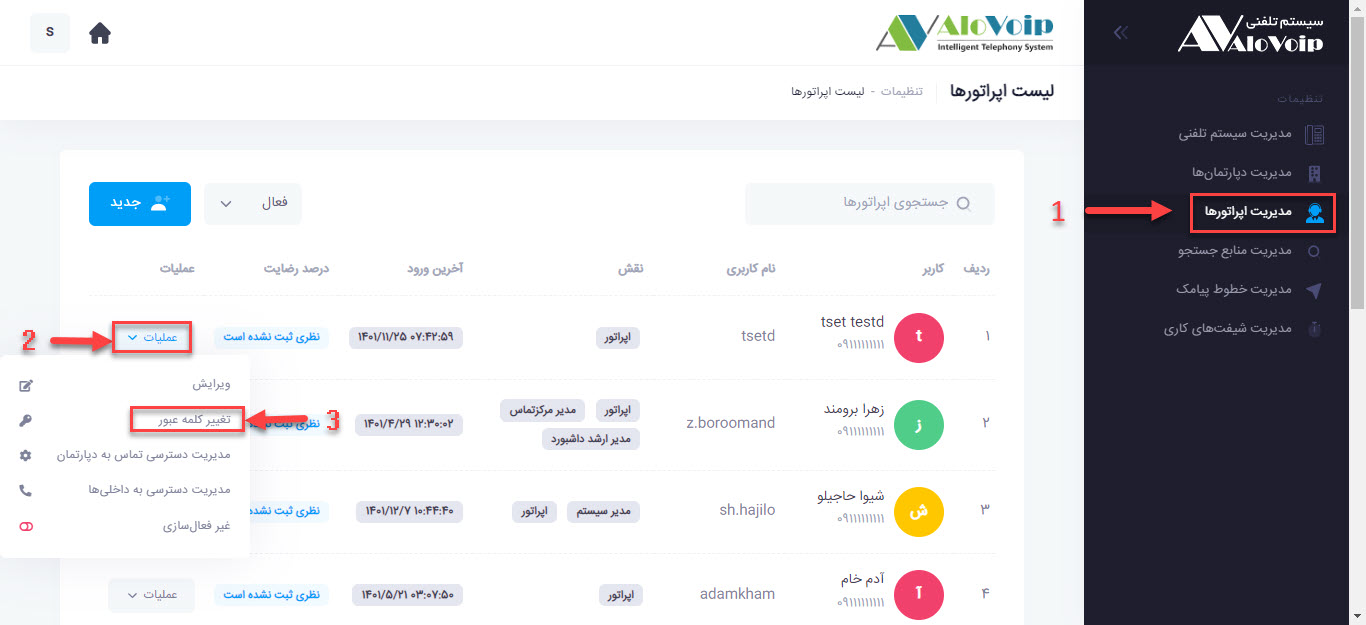 سیستم تلفنی
AloVoip
AloVoip
Intelligent Telephony System
S
لیست اپراتورها
تنظیمات - لیست اپراتورها
تنظیمات
مدیریت سیستم تلفنی
مدیریت دپارتمان‌ها
مدیریت اپراتورها
1
مدیریت منابع جستجو
مدیریت خطوط پیامک
مدیریت شیفت‌های کاری
جستجوی اپراتورها
فعال
جدید
ردیف کاربر نام کاربری نقش آخرین ورود درصد رضایت عملیات
۱ t tset testd tsetd اپراتور ۱۴۰۱/۱۱/۲۵ ۰۷:۴۲:۵۹ نظری ثبت نشده است عملیات 2
۰۹۱۱۱۱۱۱۱۱۱
ویرایش
تغییر کلمه عبور 3
مدیریت دسترسی تماس به دپارتمان
مدیریت دسترسی به داخلی‌ها
غیر فعال‌سازی
۲ ز زهرا برومند z.boroomand اپراتور مدیر مرکزتماس ۱۴۰۱/۴/۲۹ ۱۲:۳۰:۰۲ نظری ثبت نشده
۰۹۱۱۱۱۱۱۱۱۱ مدیر ارشد داشبورد
۳ ش شیوا حاجیلو sh.hajilo مدیر سیستم اپراتور ۱۴۰۱/۱۲/۷ ۱۰:۴۴:۴۰ نظری ثبت نشده
۰۹۱۱۱۱۱۱۱۱۱
۴ آ آدم خام adamkham اپراتور ۱۴۰۱/۵/۲۱ ۰۳:۰۷:۵۰ نظری ثبت نشده است عملیات
۰۹۱۱۱۱۱۱۱۱۱